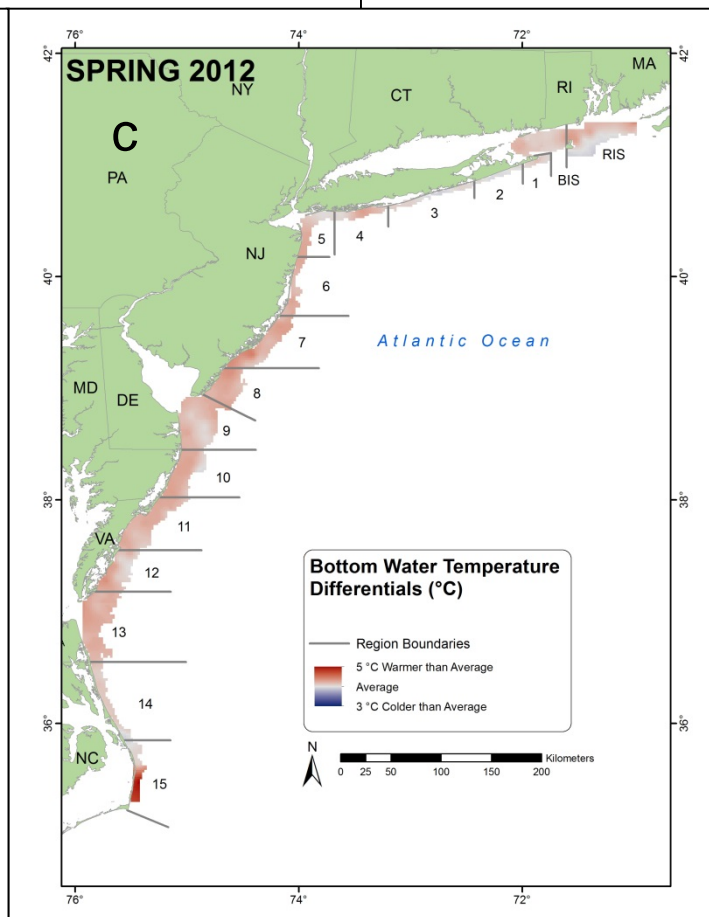 76° 74° 72°
42° 42°
SPRING 2012
NY
MA
CT
RI
C
PA
RIS
BIS
1
2
3
4
5
NJ
40° 40°
6
7
Atlantic Ocean
MD
DE
8
9
10
38° 38°
11
VA
12
13
14
36° 36°
NC
15
Bottom Water Temperature
Differentials (°C)
Region Boundaries
5 °C Warmer than Average
Average
3 °C Colder than Average
N
Kilometers
0 25 50 100 150 200
76° 74° 72°